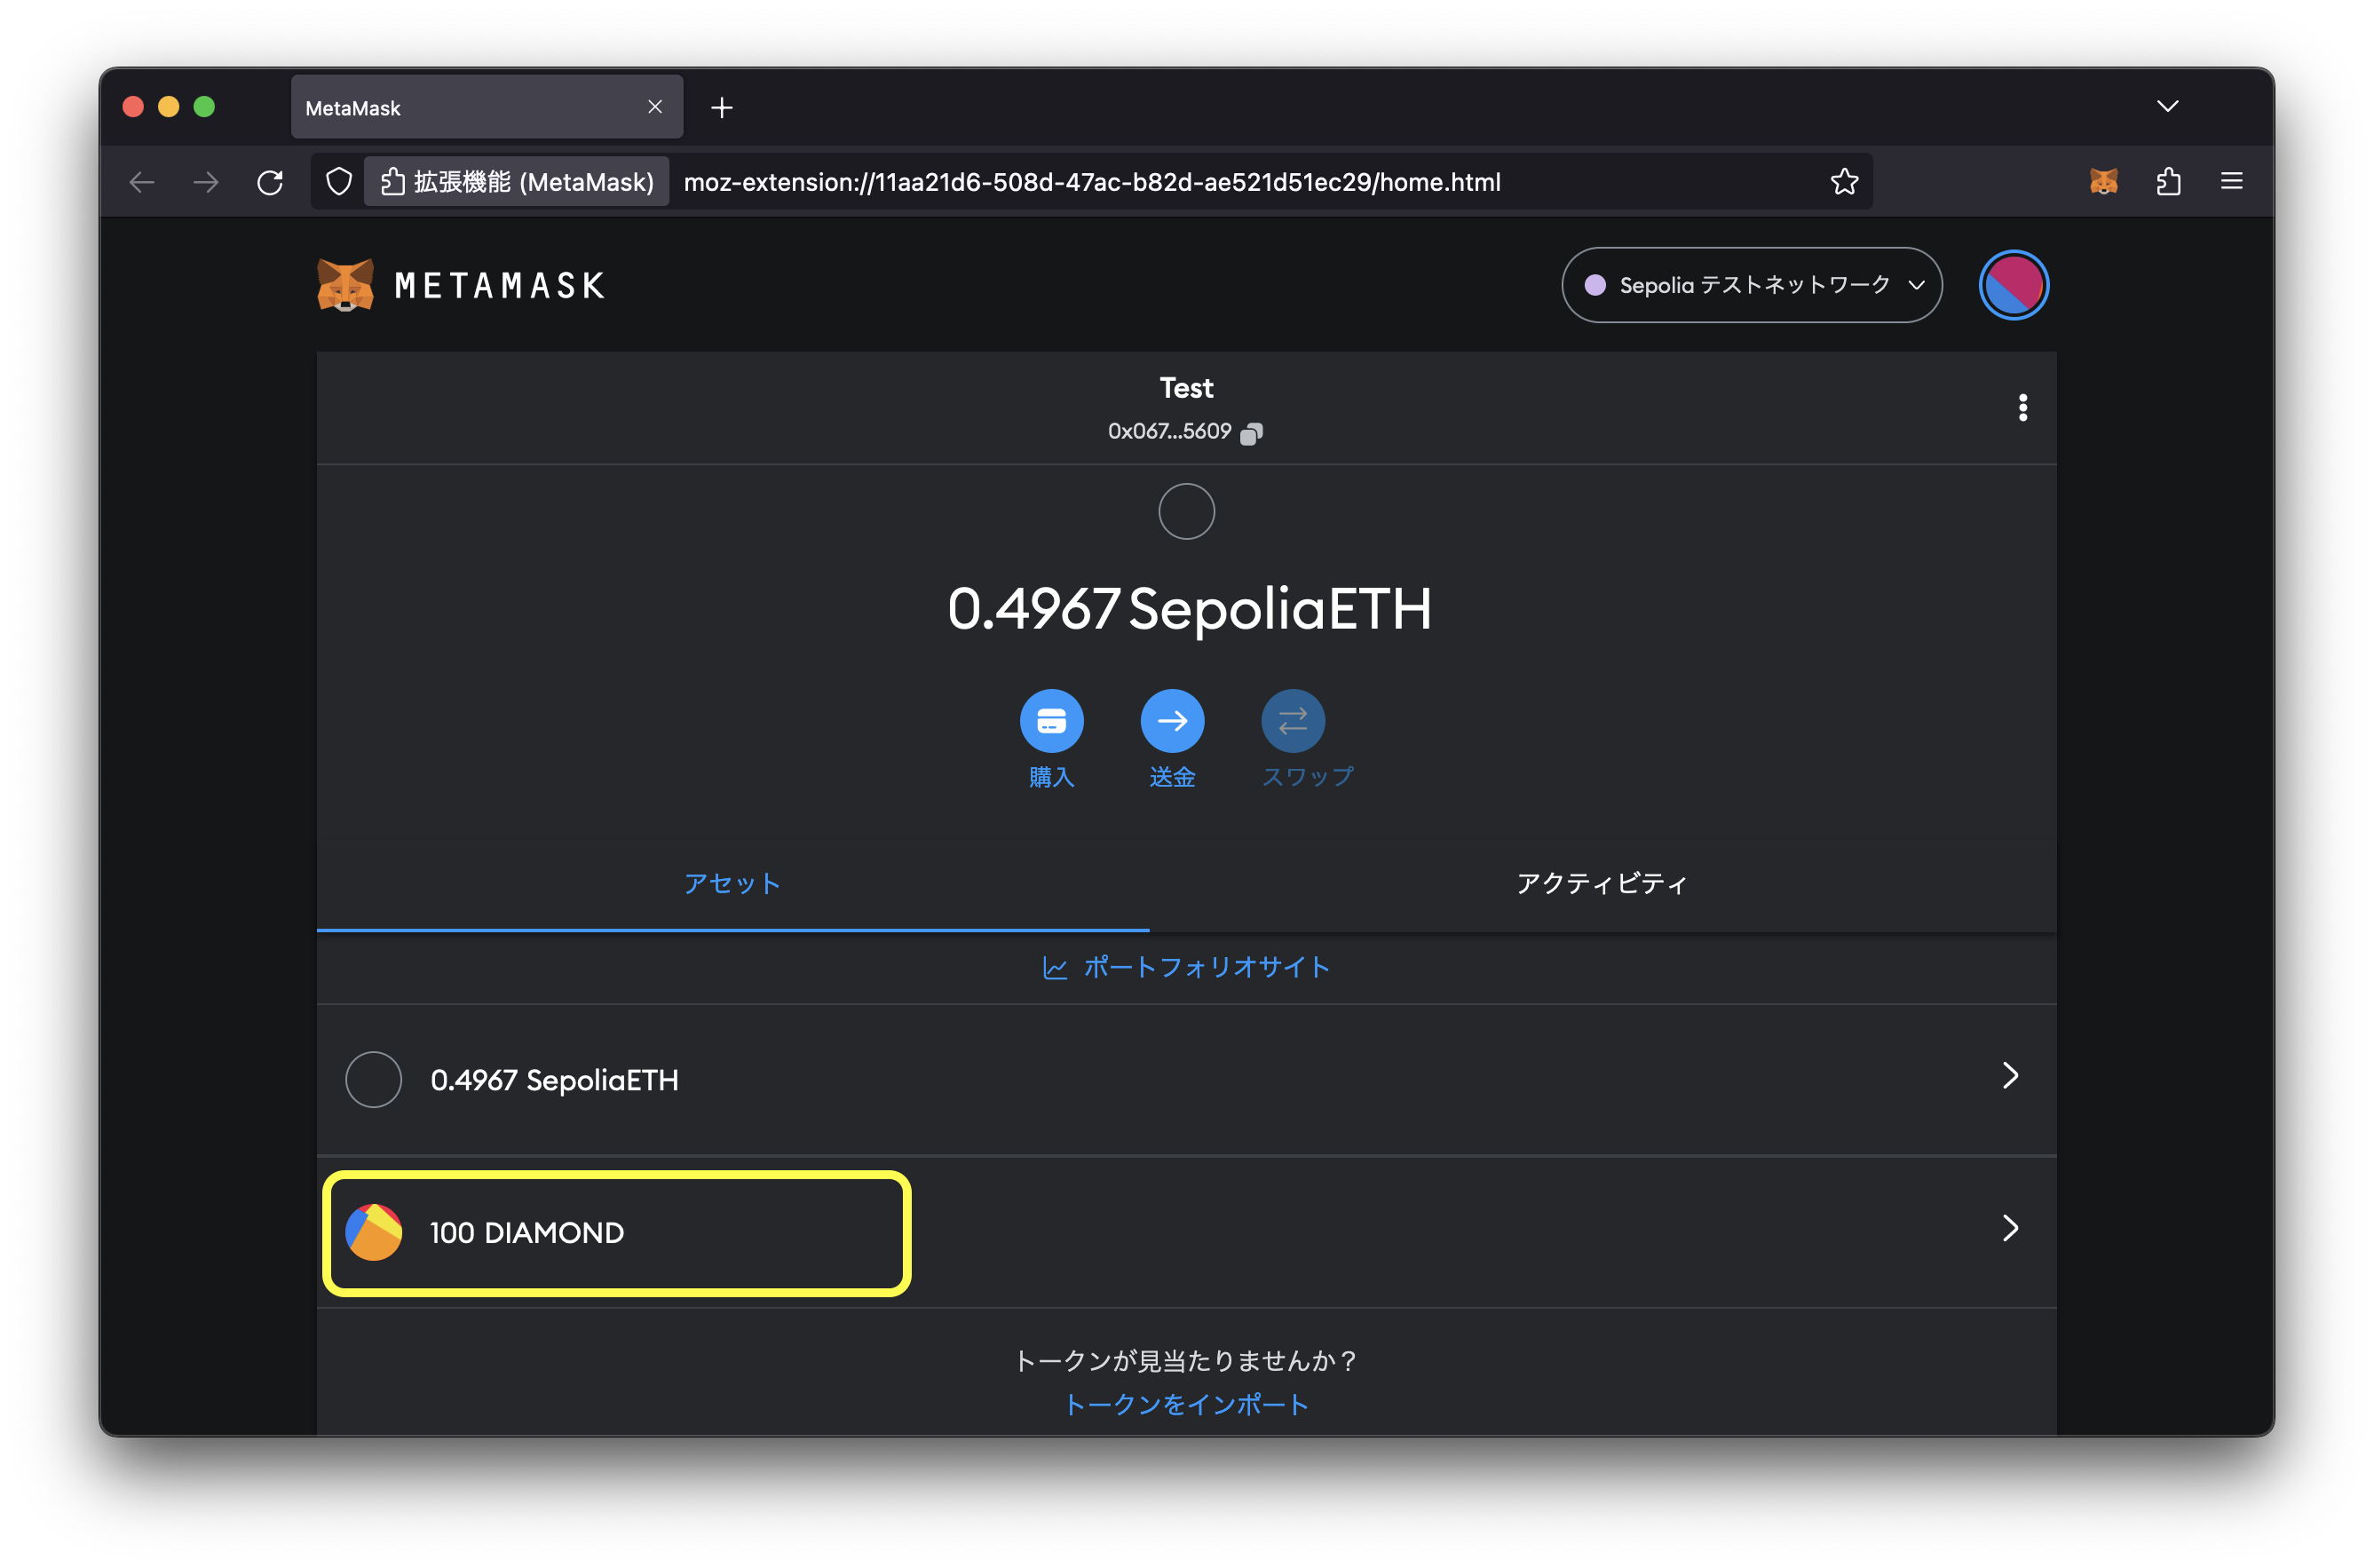 MetaMask
拡張機能 (MetaMask) moz-extension://11aa21d6-508d-47ac-b82d-ae521d51ec29/home.html
METAMASK
Sepolia テストネットワーク
Test
0x067...5609
0.4967 SepoliaETH
購入 送金 スワップ
アセット アクティビティ
ポートフォリオサイト
0.4967 SepoliaETH
100 DIAMOND
トークンが見当たりませんか？
トークンをインポート